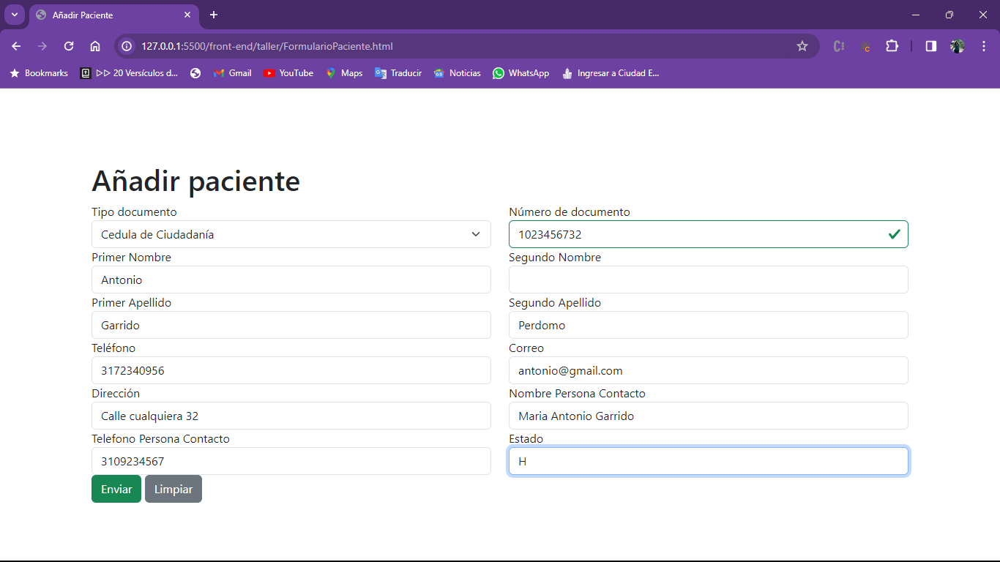 Añadir Paciente
127.0.0.1:5500/front-end/taller/FormularioPaciente.html
Bookmarks ▷▷ 20 Versículos d... Gmail YouTube Maps Traducir Noticias WhatsApp Ingresar a Ciudad E...
Añadir paciente
Tipo documento Número de documento
Cedula de Ciudadanía 1023456732
Primer Nombre Segundo Nombre
Antonio
Primer Apellido Segundo Apellido
Garrido Perdomo
Teléfono Correo
3172340956 antonio@gmail.com
Dirección Nombre Persona Contacto
Calle cualquiera 32 Maria Antonio Garrido
Telefono Persona Contacto Estado
3109234567 H
Enviar Limpiar